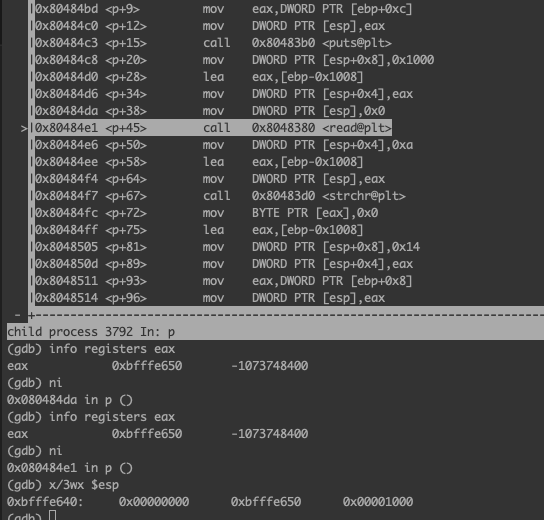 |0x80484bd <p+9> mov eax,DWORD PTR [ebp+0xc]
|0x80484c0 <p+12> mov DWORD PTR [esp],eax
|0x80484c3 <p+15> call 0x80483b0 <puts@plt>
|0x80484c8 <p+20> mov DWORD PTR [esp+0x8],0x1000
|0x80484d0 <p+28> lea eax,[ebp-0x1008]
|0x80484d6 <p+34> mov DWORD PTR [esp+0x4],eax
|0x80484da <p+38> mov DWORD PTR [esp],0x0
>|0x80484e1 <p+45> call 0x8048380 <read@plt>
|0x80484e6 <p+50> mov DWORD PTR [esp+0x4],0xa
|0x80484ee <p+58> lea eax,[ebp-0x1008]
|0x80484f4 <p+64> mov DWORD PTR [esp],eax
|0x80484f7 <p+67> call 0x80483d0 <strchr@plt>
|0x80484fc <p+72> mov BYTE PTR [eax],0x0
|0x80484ff <p+75> lea eax,[ebp-0x1008]
|0x8048505 <p+81> mov DWORD PTR [esp+0x8],0x14
|0x804850d <p+89> mov DWORD PTR [esp+0x4],eax
|0x8048511 <p+93> mov eax,DWORD PTR [ebp+0x8]
|0x8048514 <p+96> mov DWORD PTR [esp],eax
child process 3792 In: p
(gdb) info registers eax
eax 0xbfffe650 -1073748400
(gdb) ni
0x080484da in p ()
(gdb) info registers eax
eax 0xbfffe650 -1073748400
(gdb) ni
0x080484e1 in p ()
(gdb) x/3wx $esp
0xbfffe640: 0x00000000 0xbfffe650 0x00001000
(gdb)